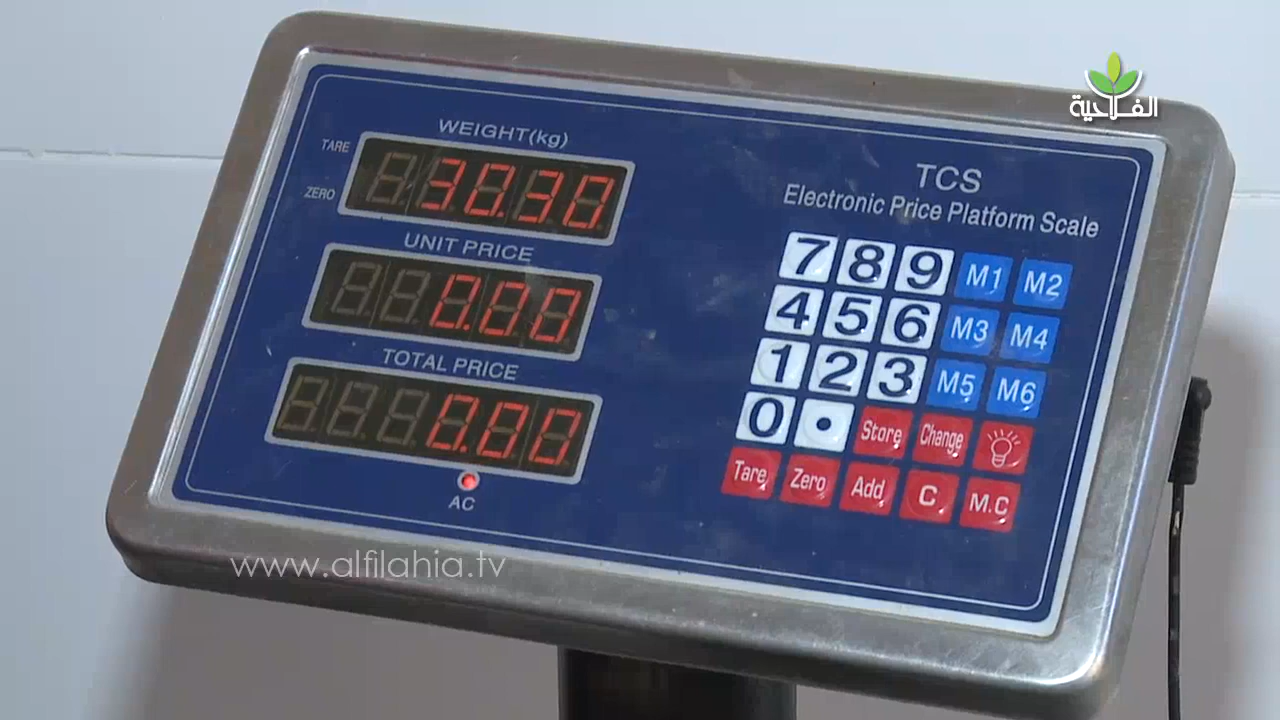 الفلاحية
WEIGHT(kg)
TARE
ZERO
30.30
UNIT PRICE
0.00
TOTAL PRICE
0.00
AC
TCS
Electronic Price Platform Scale
7 8 9 M1 M2
4 5 6 M3 M4
1 2 3 M5 M6
0 . Store Change
Tare Zero Add C M.C
www.alfilahia.tv